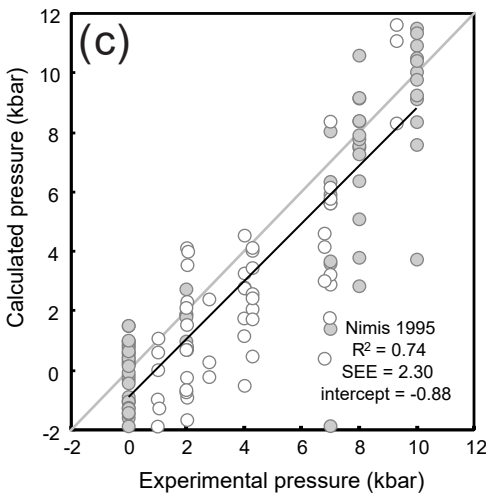 (c)
Calculated pressure (kbar)
12
10
8
6
4
2
0
-2
-2 0 2 4 6 8 10 12
Experimental pressure (kbar)
Nimis 1995
R² = 0.74
SEE = 2.30
intercept = -0.88